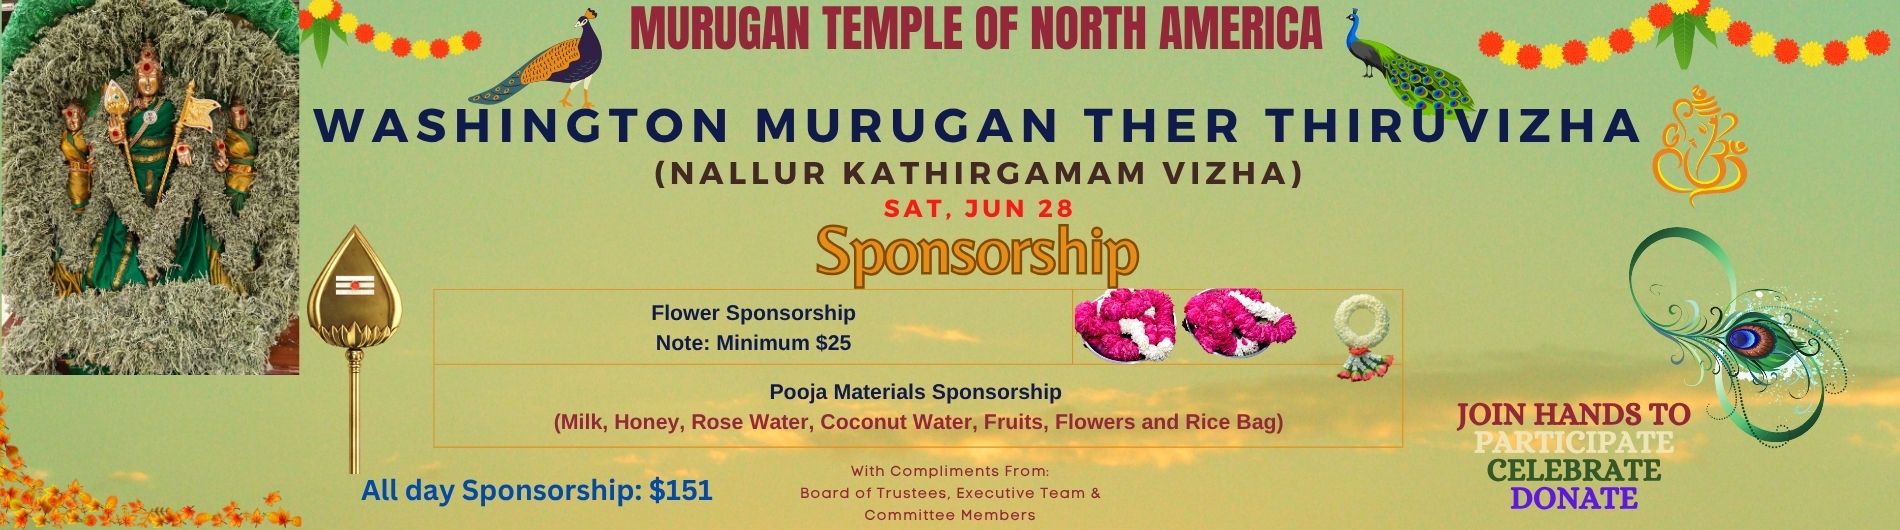 MURUGAN TEMPLE OF NORTH AMERICA
WASHINGTON MURUGAN THER THIRUVIZHA
(NALLUR KATHIRGAMAM VIZHA)
SAT, JUN 28
Sponsorship
Flower Sponsorship
Note: Minimum $25
Pooja Materials Sponsorship
(Milk, Honey, Rose Water, Coconut Water, Fruits, Flowers and Rice Bag)
All day Sponsorship: $151
With Compliments From:
Board of Trustees, Executive Team &
Committee Members
JOIN HANDS TO
PARTICIPATE
CELEBRATE
DONATE